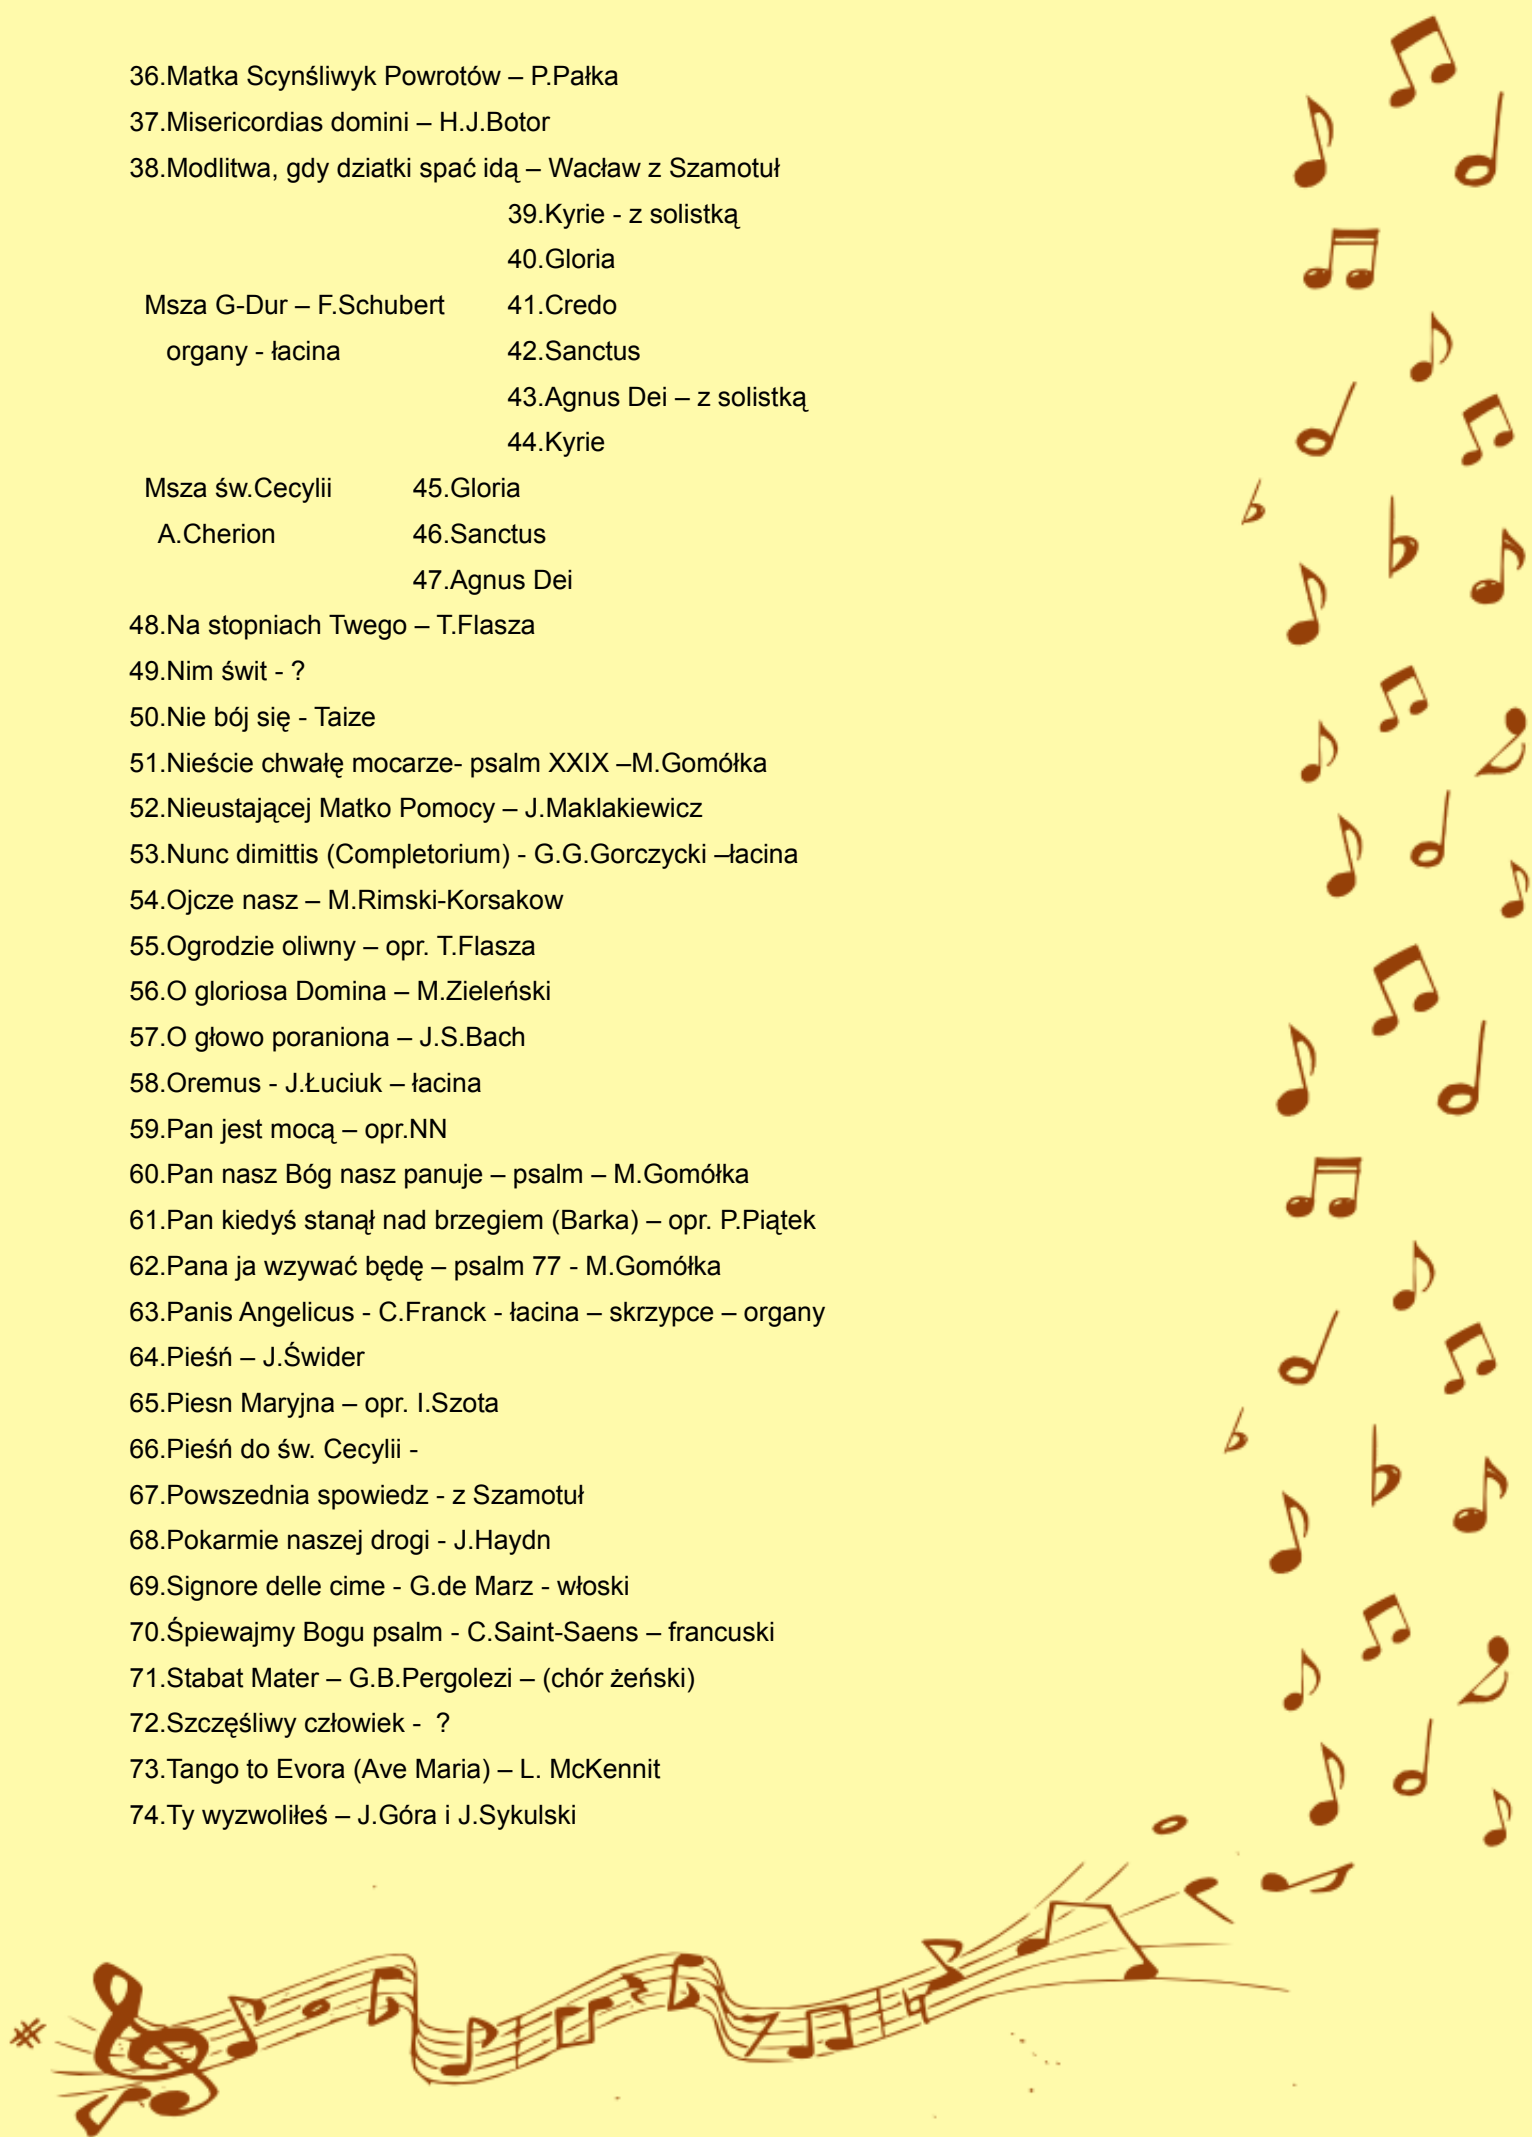 36.Matka Scynśliwyk Powrotów – P.Pałka
37.Misericordias domini – H.J.Botor
38.Modlitwa, gdy dziatki spać idą – Wacław z Szamotuł
39.Kyrie - z solistką
40.Gloria
Msza G-Dur – F.Schubert 41.Credo
organy - łacina 42.Sanctus
43.Agnus Dei – z solistką
44.Kyrie
Msza św.Cecylii 45.Gloria
A.Cherion 46.Sanctus
47.Agnus Dei
48.Na stopniach Twego – T.Flasza
49.Nim świt - ?
50.Nie bój się - Taize
51.Nieście chwałę mocarze- psalm XXIX –M.Gomółka
52.Nieustającej Matko Pomocy – J.Maklakiewicz
53.Nunc dimittis (Completorium) - G.G.Gorczycki –łacina
54.Ojcze nasz – M.Rimski-Korsakow
55.Ogrodzie oliwny – opr. T.Flasza
56.O gloriosa Domina – M.Zieleński
57.O głowo poraniona – J.S.Bach
58.Oremus - J.Łuciuk – łacina
59.Pan jest mocą – opr.NN
60.Pan nasz Bóg nasz panuje – psalm – M.Gomółka
61.Pan kiedyś stanął nad brzegiem (Barka) – opr. P.Piątek
62.Pana ja wzywać będę – psalm 77 - M.Gomółka
63.Panis Angelicus - C.Franck - łacina – skrzypce – organy
64.Pieśń – J.Świder
65.Piesn Maryjna – opr. I.Szota
66.Pieśń do św. Cecylii -
67.Powszednia spowiedz - z Szamotuł
68.Pokarmie naszej drogi - J.Haydn
69.Signore delle cime - G.de Marz - włoski
70.Śpiewajmy Bogu psalm - C.Saint-Saens – francuski
71.Stabat Mater – G.B.Pergolezi – (chór żeński)
72.Szczęśliwy człowiek - ?
73.Tango to Evora (Ave Maria) – L. McKennit
74.Ty wyzwoliłeś – J.Góra i J.Sykulski